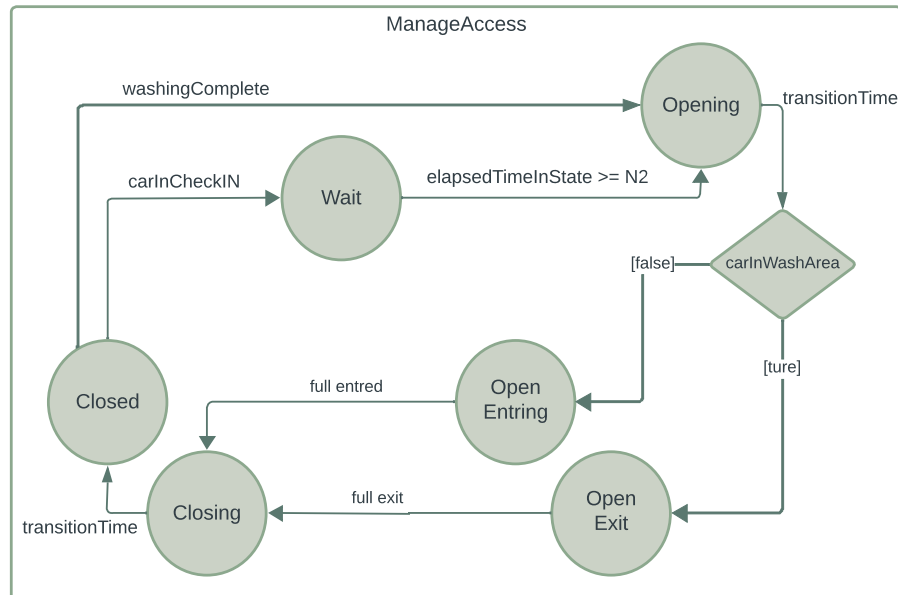 ManageAccess
washingComplete
Opening
transitionTime
carInCheckIN
Wait
elapsedTimeInState >= N2
[false]
carInWashArea
[ture]
Closed
full entred
Open
Entring
Closing
full exit
Open
Exit
transitionTime